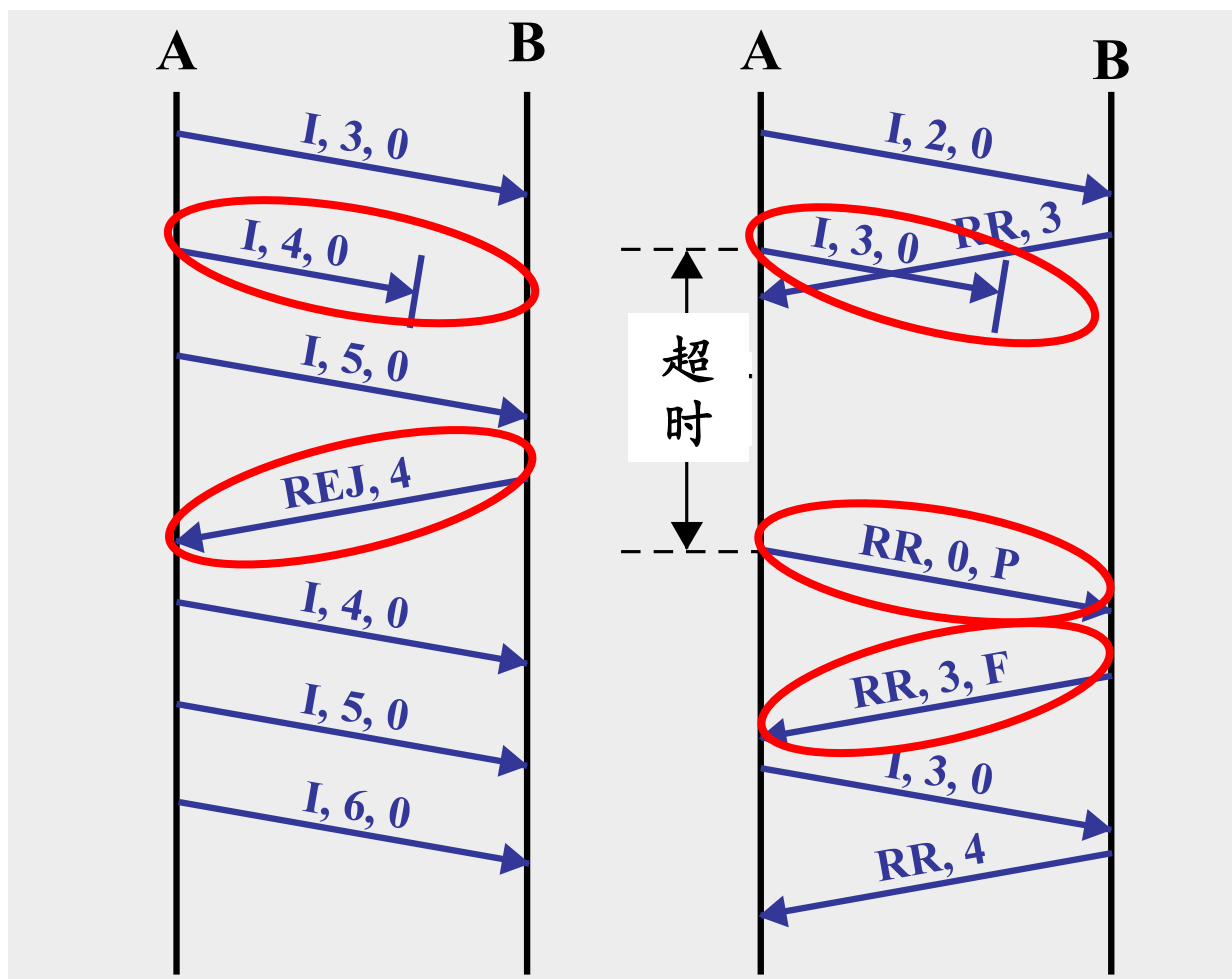 A
B
I, 3, 0
I, 4, 0
I, 5, 0
REJ, 4
I, 4, 0
I, 5, 0
I, 6, 0
A
B
I, 2, 0
RR, 3
I, 3, 0
超
时
RR, 0, P
RR, 3, F
I, 3, 0
RR, 4